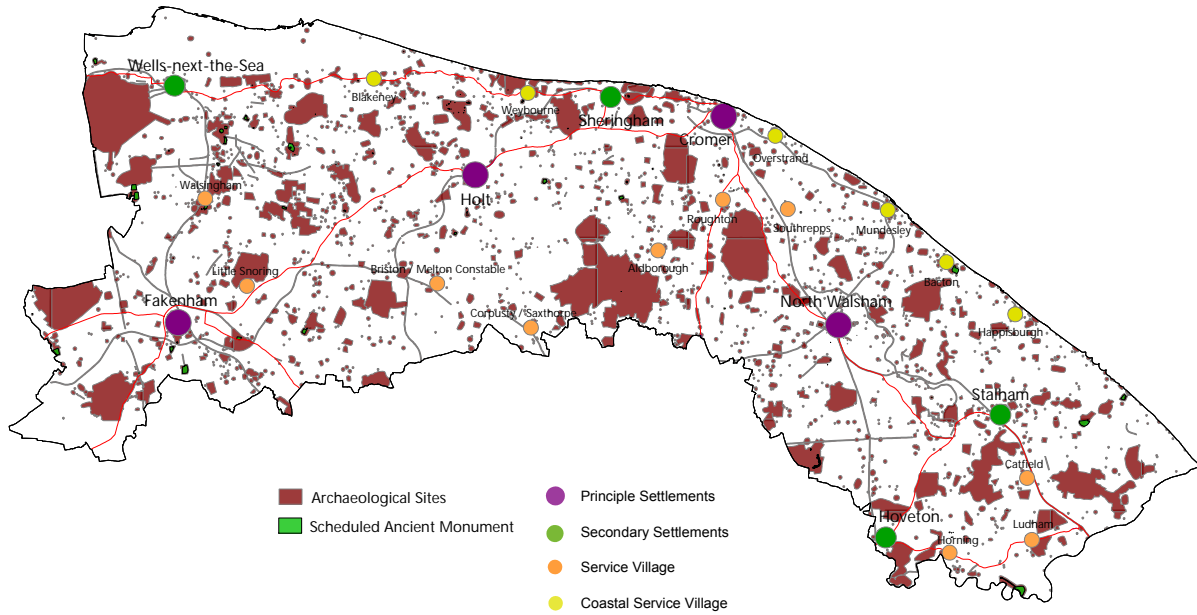 Wells-next-the-Sea
Blakeney
Weybourne
Sheringham
Cromer
Overstrand
Walsingham
Holt
Roughton
Southrepps
Mundesley
Aldborough
Little Snoring
Briston / Melton Constable
Bacton
Fakenham
Corpusty / Saxthorpe
North Walsham
Happisburgh
Stalham
Catfield
Hoveton
Horning
Ludham
Archaeological Sites
Scheduled Ancient Monument
Principle Settlements
Secondary Settlements
Service Village
Coastal Service Village